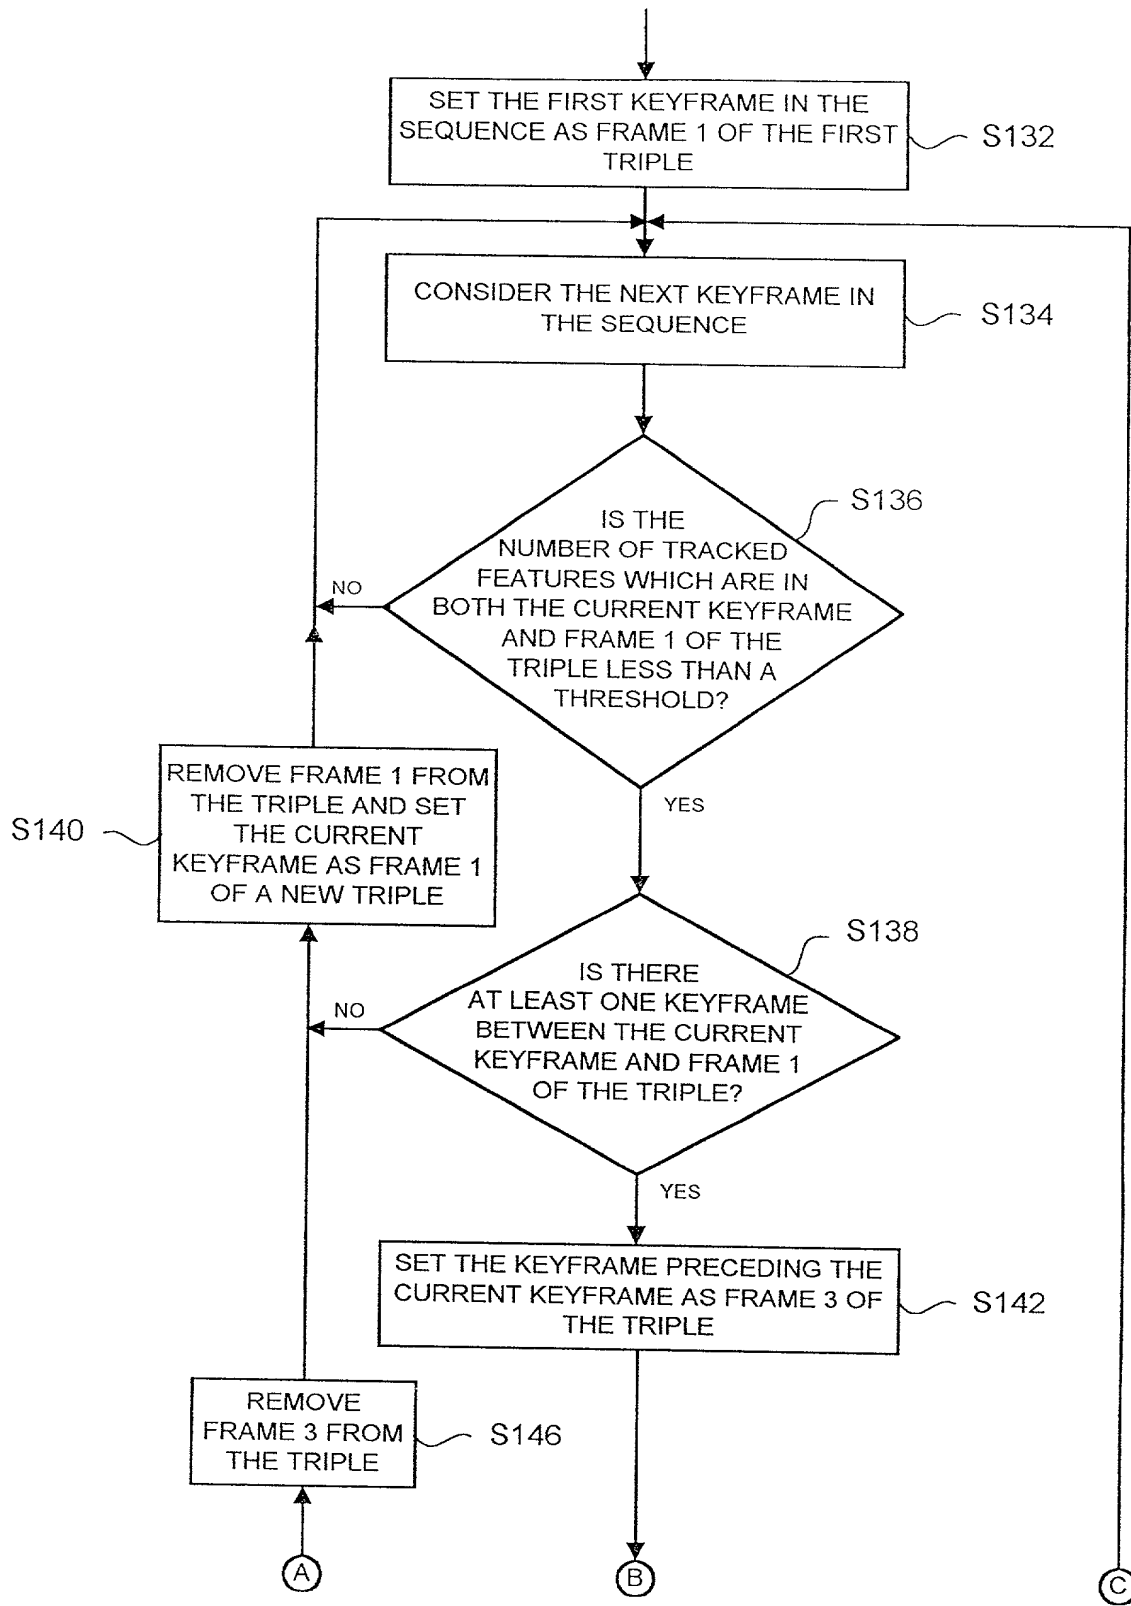 SET THE FIRST KEYFRAME IN THE
SEQUENCE AS FRAME 1 OF THE FIRST
TRIPLE
S132
CONSIDER THE NEXT KEYFRAME IN
THE SEQUENCE
S134
S136
IS THE
NUMBER OF TRACKED
FEATURES WHICH ARE IN
BOTH THE CURRENT KEYFRAME
AND FRAME 1 OF THE
TRIPLE LESS THAN A
THRESHOLD?
NO
YES
REMOVE FRAME 1 FROM
THE TRIPLE AND SET
THE CURRENT
KEYFRAME AS FRAME 1
OF A NEW TRIPLE
S140
S138
IS THERE
AT LEAST ONE KEYFRAME
BETWEEN THE CURRENT
KEYFRAME AND FRAME 1
OF THE TRIPLE?
NO
YES
SET THE KEYFRAME PRECEDING THE
CURRENT KEYFRAME AS FRAME 3 OF
THE TRIPLE
S142
REMOVE
FRAME 3 FROM
THE TRIPLE
S146
A
B
C